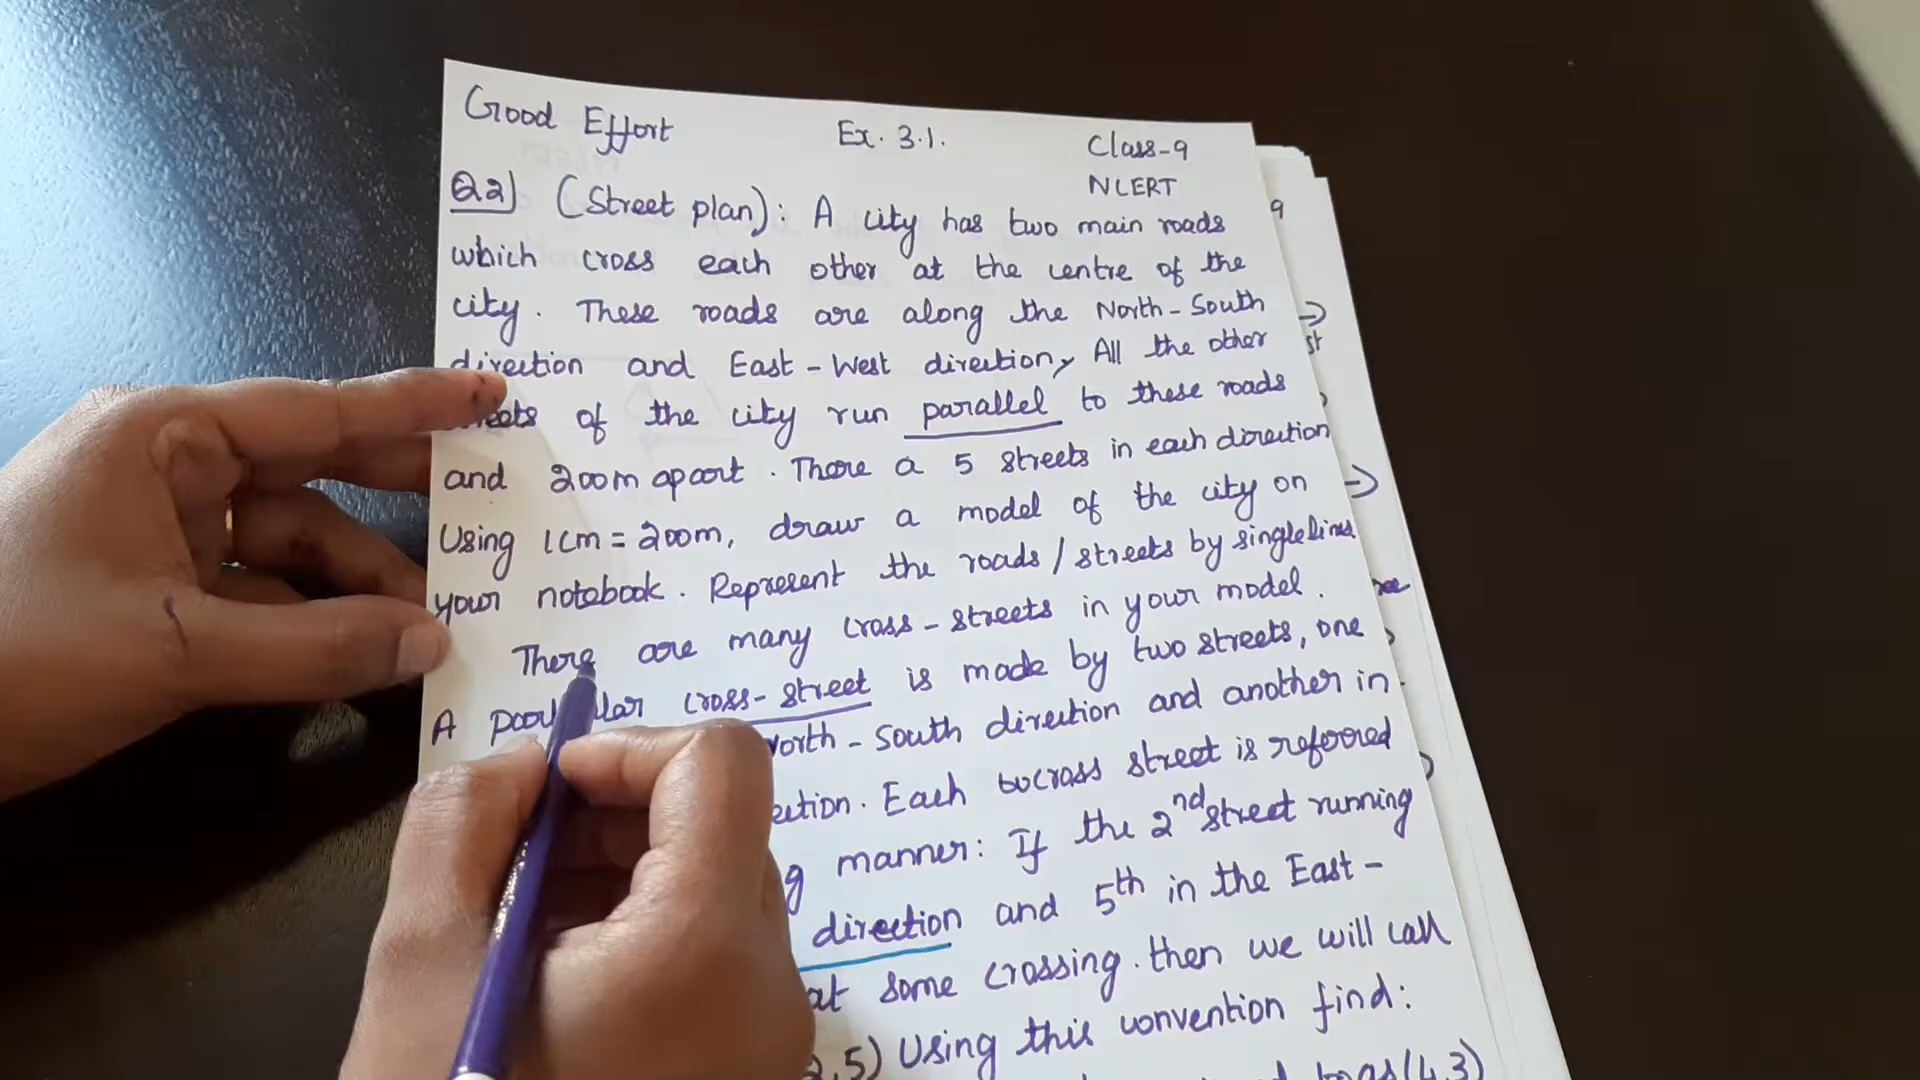 Good Effort
Ex. 3.1.
Class-9
NCERT
Q2) (Street plan): A city has two main roads
which cross each other at the centre of the
city. These roads are along the North-South
direction and East-West direction, All the other
of the city run parallel to these roads
and 200m apart. There a 5 streets in each direction
Using 1cm = 200m, draw a model of the city on
your notebook. Represent the roads/streets by single lines
There are many cross-streets in your model.
A cross-street is made by two streets, one
North-South direction and another in
Each cross street is referred
manner: If the 2nd street running
direction and 5th in the East-
at some crossing. then we will call
2,5) Using this convention find:
(4,3)
9
st